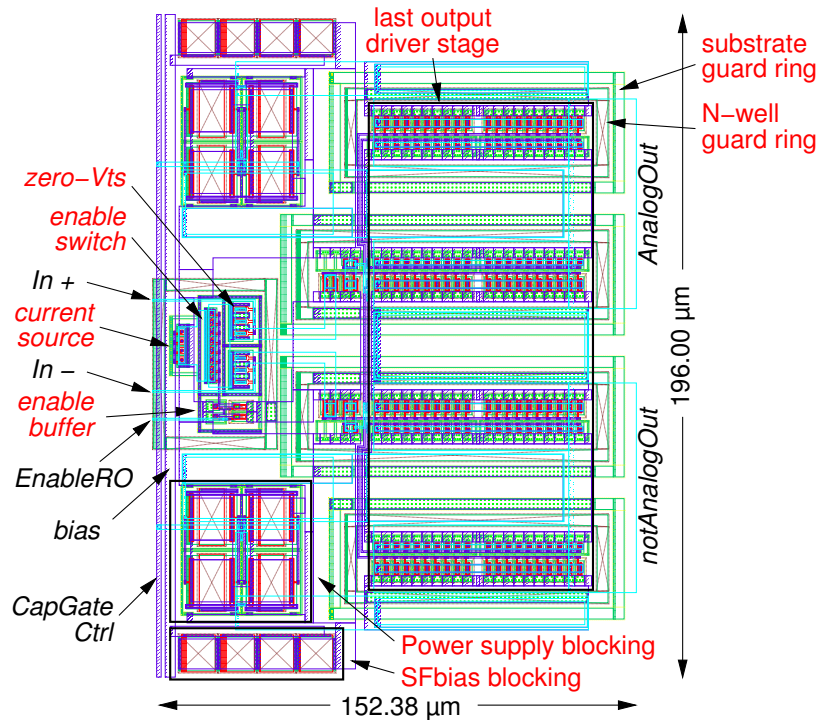 last output
driver stage
substrate
guard ring
N−well
guard ring
AnalogOut
zero−Vts
enable
switch
In +
current
source
In −
enable
buffer
EnableRO
bias
CapGate
Ctrl
196.00 µm
notAnalogOut
Power supply blocking
SFbias blocking
152.38 µm